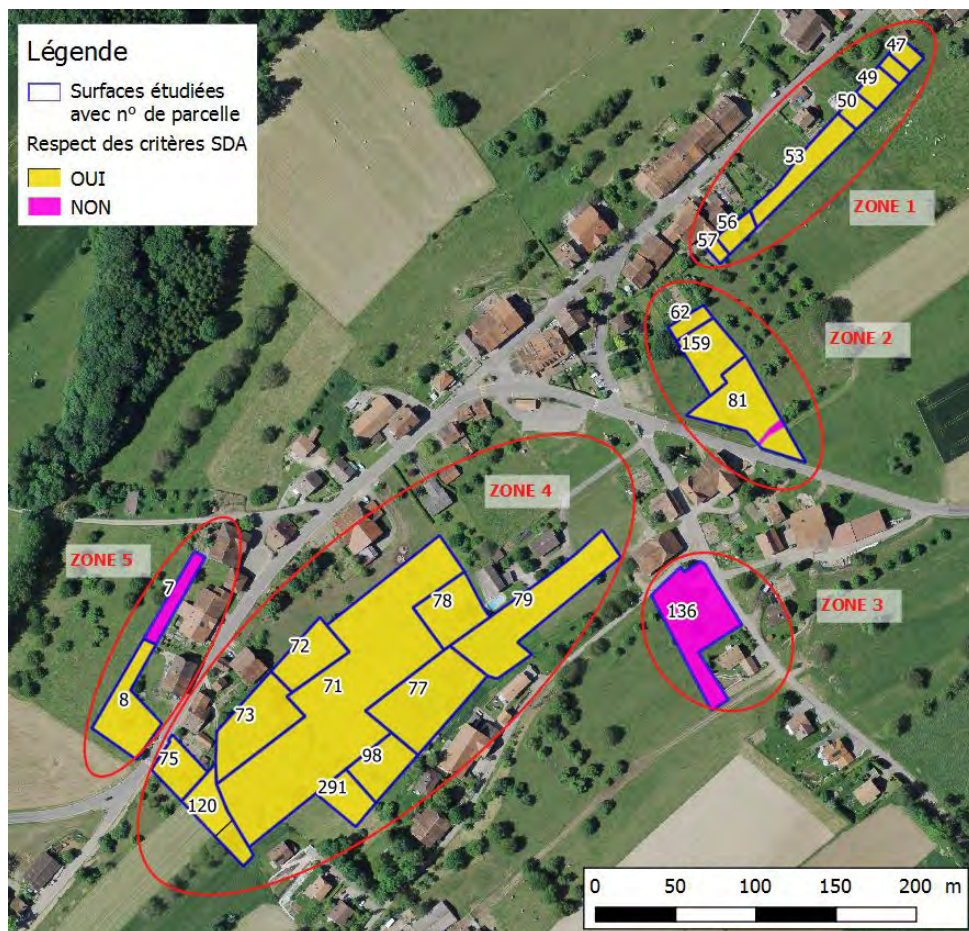 Légende
Surfaces étudiées
avec nº de parcelle
Respect des critères SDA
OUI
NON
47
49
50
53
56
57
ZONE 1
62
159
81
ZONE 2
ZONE 4
ZONE 5
7
8
78
79
72
71
73
77
75
98
291
120
136
ZONE 3
0 50 100 150 200 m